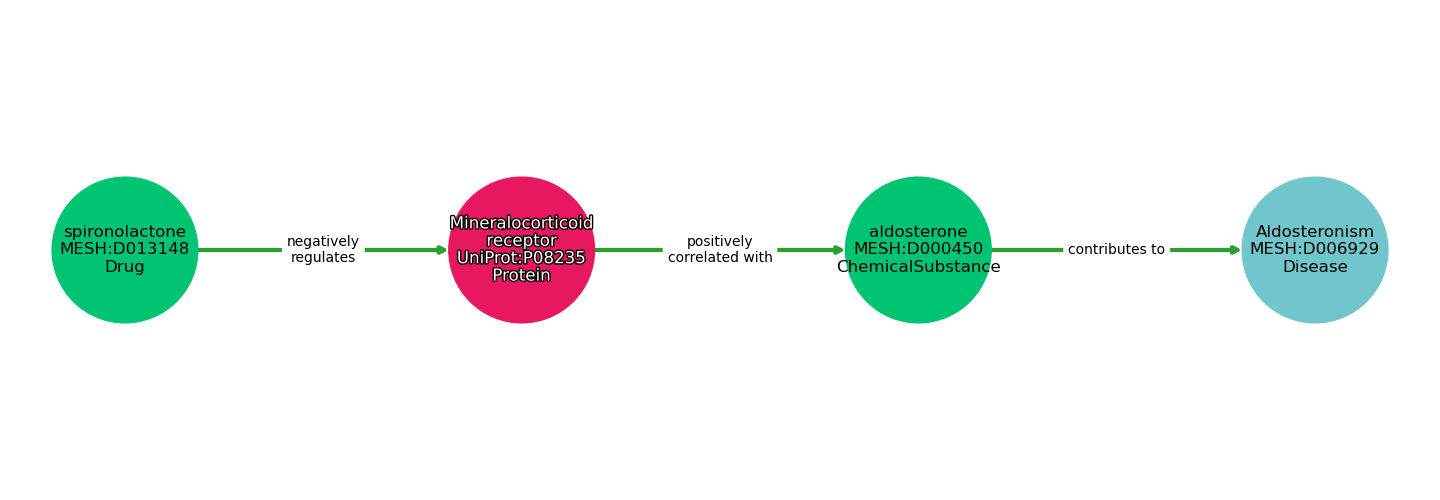 spironolactone
MESH:D013148
Drug
negatively
regulates
Mineralocorticoid
receptor
UniProt:P08235
Protein
positively
correlated with
aldosterone
MESH:D000450
ChemicalSubstance
contributes to
Aldosteronism
MESH:D006929
Disease